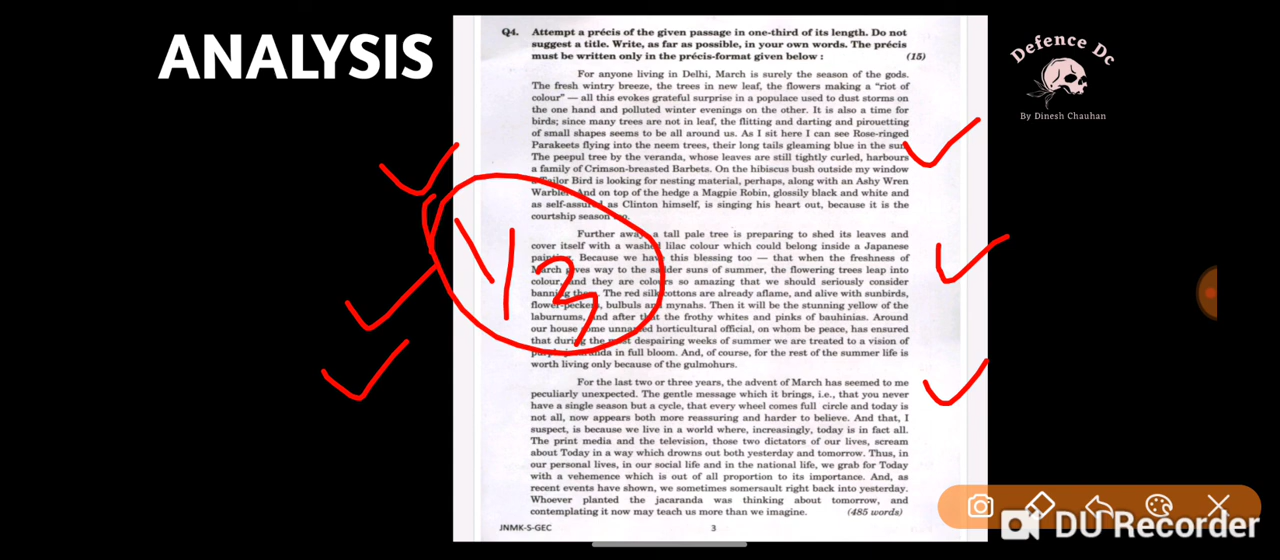 ANALYSIS
Defence Dc
By Dinesh Chauhan
Q4. Attempt a précis of the given passage in one-third of its length. Do not
suggest a title. Write, as far as possible, in your own words. The précis
must be written only in the précis-format given below : (15)
For anyone living in Delhi, March is surely the season of the gods.
The fresh wintry breeze, the trees in new leaf, the flowers making a "riot of
colour" — all this evokes grateful surprise in a populace used to dust storms on
the one hand and polluted winter evenings on the other. It is also a time for
birds; since many trees are not in leaf, the flitting and darting and pirouetting
of small shapes seems to be all around us. As I sit here I can see Rose-ringed
Parakeets flying into the neem trees, their long tails gleaming blue in the sun.
The peepul tree by the veranda, whose leaves are still tightly curled, harbours
a family of Crimson-breasted Barbets. On the hibiscus bush outside my window
Tailor Bird is looking for nesting material, perhaps, along with an Ashy Wren
Warbler. And on top of the hedge a Magpie Robin, glossily black and white and
as self-assured as Clinton himself, is singing his heart out, because it is the
courtship season too.
Further away a tall pale tree is preparing to shed its leaves and
cover itself with a washed lilac colour which could belong inside a Japanese
painting. Because we have this blessing too — that when the freshness of
March gives way to the sadder suns of summer, the flowering trees leap into
colour, and they are colours so amazing that we should seriously consider
banning them. The red silk cottons are already aflame, and alive with sunbirds,
flower-peckers, bulbuls and mynahs. Then it will be the stunning yellow of the
laburnums, and after that the frothy whites and pinks of bauhinias. Around
our house some unnamed horticultural official, on whom be peace, has ensured
that during the most despairing weeks of summer we are treated to a vision of
purple jacaranda in full bloom. And, of course, for the rest of the summer life is
worth living only because of the gulmohurs.
For the last two or three years, the advent of March has seemed to me
peculiarly unexpected. The gentle message which it brings, i.e., that you never
have a single season but a cycle, that every wheel comes full circle and today is
not all, now appears both more reassuring and harder to believe. And that, I
suspect, is because we live in a world where, increasingly, today is in fact all.
The print media and the television, those two dictators of our lives, scream
about Today in a way which drowns out both yesterday and tomorrow. Thus, in
our personal lives, in our social life and in the national life, we grab for Today
with a vehemence which is out of all proportion to its importance. And, as
recent events have shown, we sometimes somersault right back into yesterday.
Whoever planted the jacaranda was thinking about tomorrow, and
contemplating it now may teach us more than we imagine. (485 words)
JNMK-S-GEC 3
1/3
DU Recorder